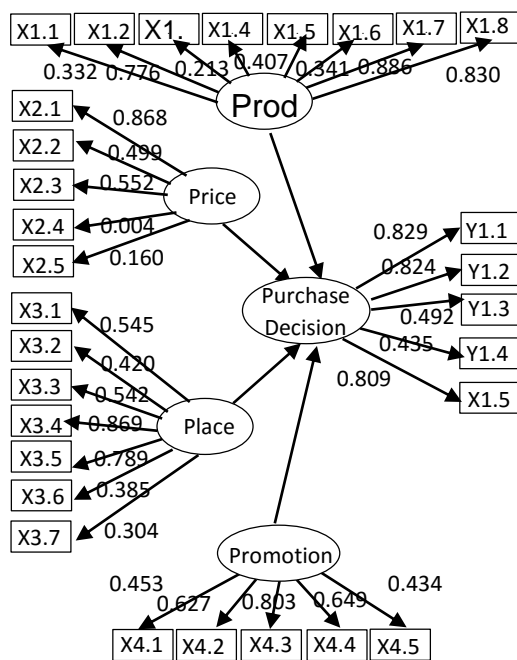 X1.1 X1.2 X1. X1.4 X1.5 X1.6 X1.7 X1.8
0.332 0.776 0.213 0.407 0.341 0.886 0.830
Prod
X2.1
X2.2
X2.3
X2.4
X2.5
0.868
0.499
0.552
0.004
0.160
Price
Purchase
Decision
0.829
0.824
0.492
0.435
0.809
Y1.1
Y1.2
Y1.3
Y1.4
X1.5
X3.1
X3.2
X3.3
X3.4
X3.5
X3.6
X3.7
0.545
0.420
0.542
0.869
0.789
0.385
0.304
Place
Promotion
0.453 0.627 0.803 0.649 0.434
X4.1 X4.2 X4.3 X4.4 X4.5